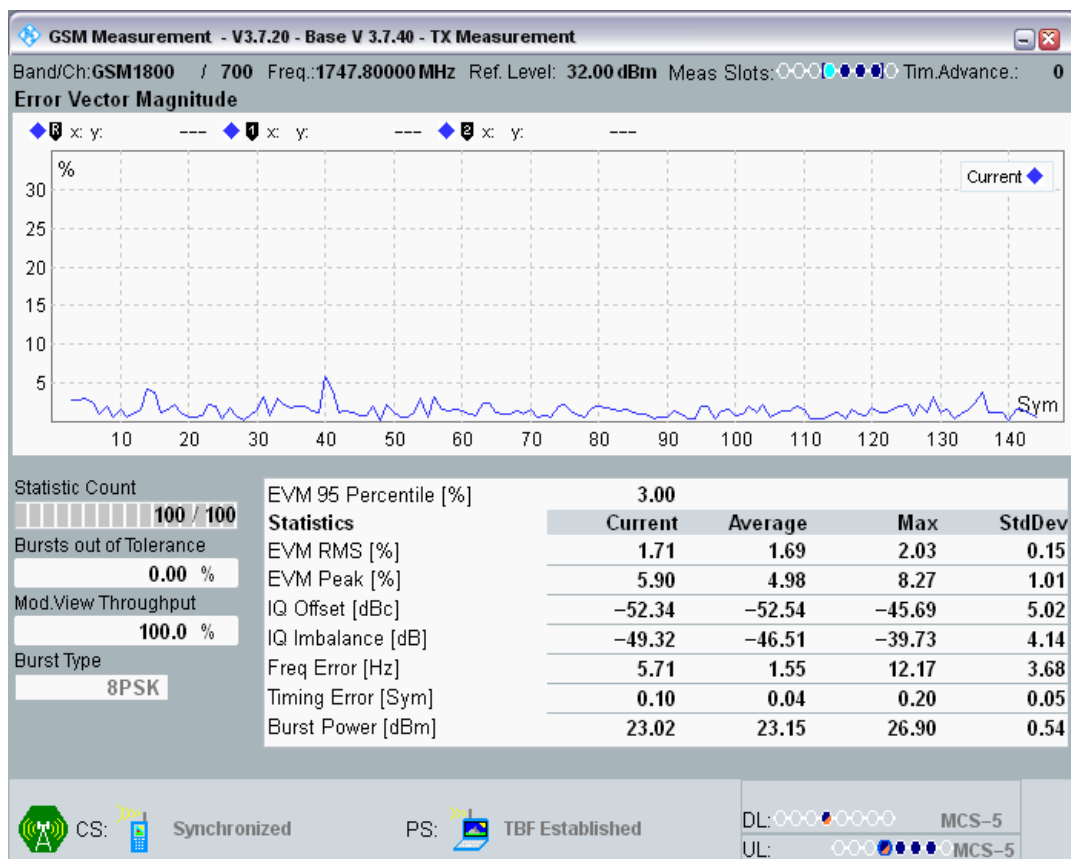 GSM Measurement - V3.7.20 - Base V 3.7.40 - TX Measurement
Band/Ch:GSM1800 / 700 Freq.:1747.80000 MHz Ref. Level: 32.00 dBm Meas Slots: Tim.Advance.: 0
Error Vector Magnitude
R x: y: --- 1 x: y: --- 2 x: y: ---
%
Current
30
25
20
15
10
5
Sym
10 20 30 40 50 60 70 80 90 100 110 120 130 140
Statistic Count
100 / 100
Bursts out of Tolerance
0.00 %
Mod.View Throughput
100.0 %
Burst Type
8PSK
EVM 95 Percentile [%] 3.00
Statistics Current Average Max StdDev
EVM RMS [%] 1.71 1.69 2.03 0.15
EVM Peak [%] 5.90 4.98 8.27 1.01
IQ Offset [dBc] −52.34 −52.54 −45.69 5.02
IQ Imbalance [dB] −49.32 −46.51 −39.73 4.14
Freq Error [Hz] 5.71 1.55 12.17 3.68
Timing Error [Sym] 0.10 0.04 0.20 0.05
Burst Power [dBm] 23.02 23.15 26.90 0.54
CS: Synchronized PS: TBF Established
DL: MCS−5
UL: MCS−5